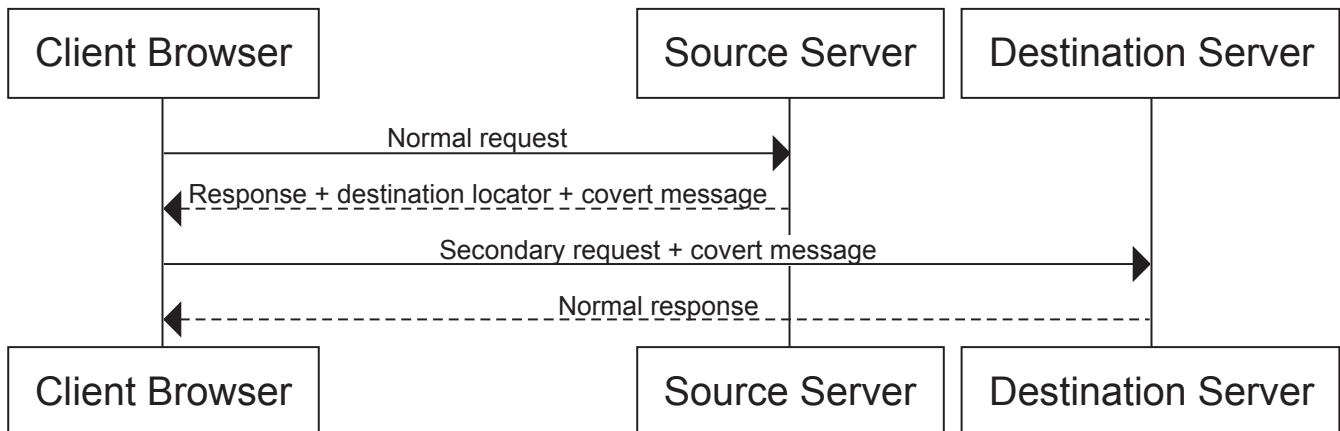 Client Browser
Source Server
Destination Server
Normal request
Response + destination locator + covert message
Secondary request + covert message
Normal response
Client Browser
Source Server
Destination Server